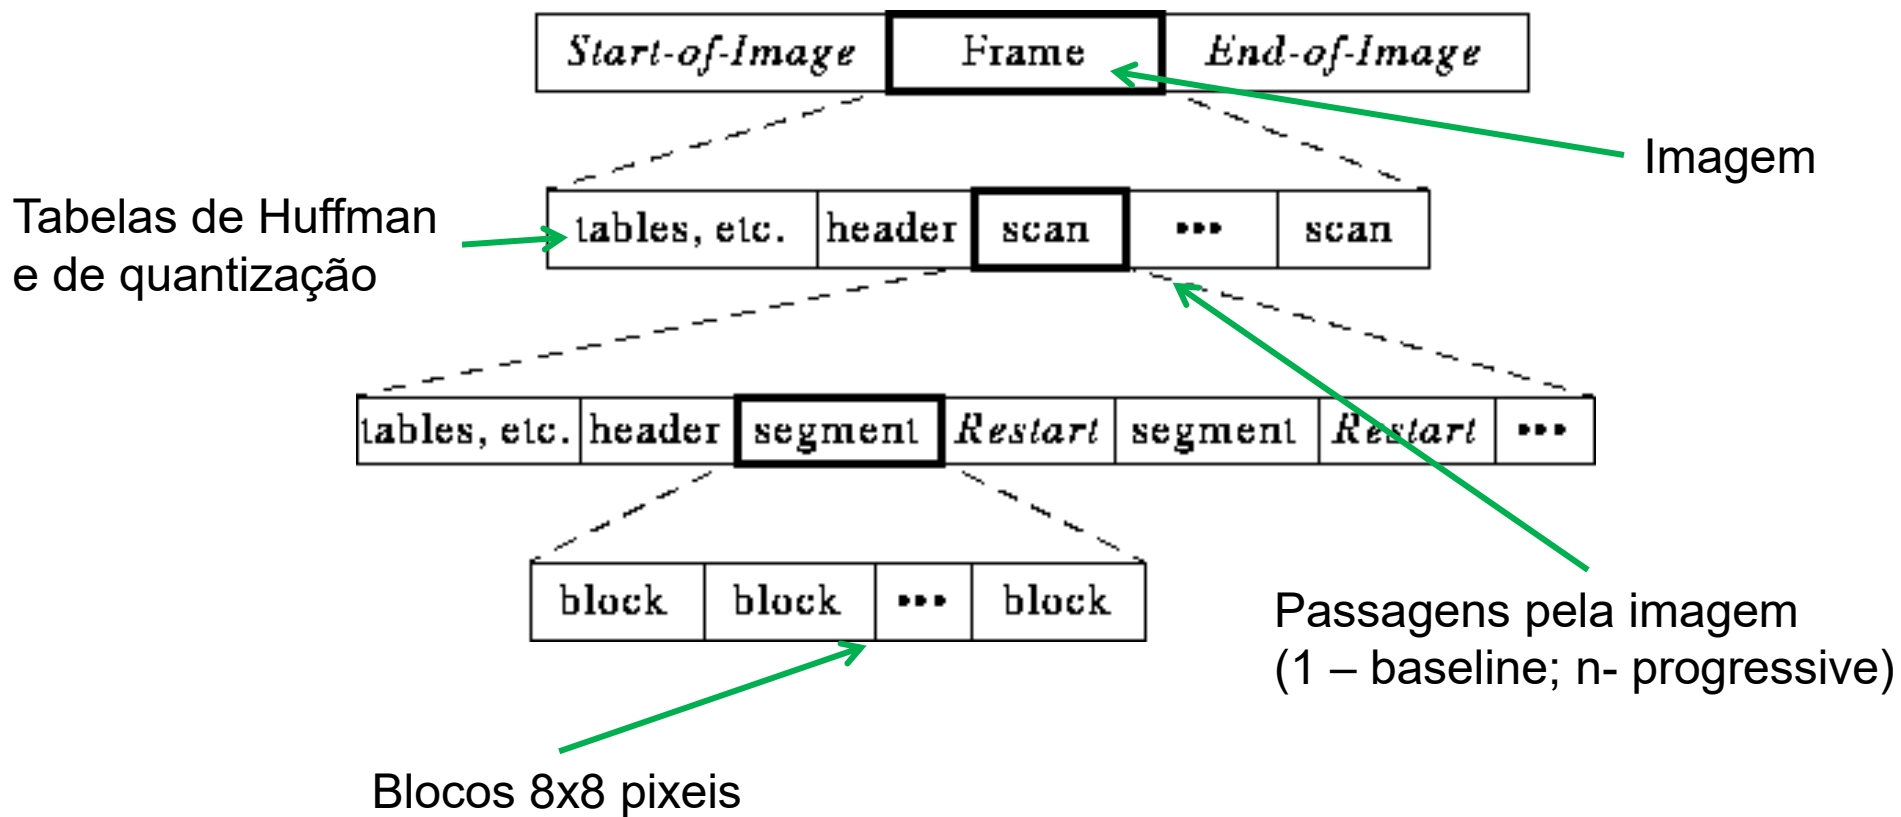 Start-of-Image Frame End-of-Image
Imagem
Tabelas de Huffman
e de quantização
tables, etc. header scan ••• scan
tables, etc. header segment Restart segment Restart •••
block block ••• block
Passagens pela imagem
(1 – baseline; n- progressive)
Blocos 8x8 pixeis